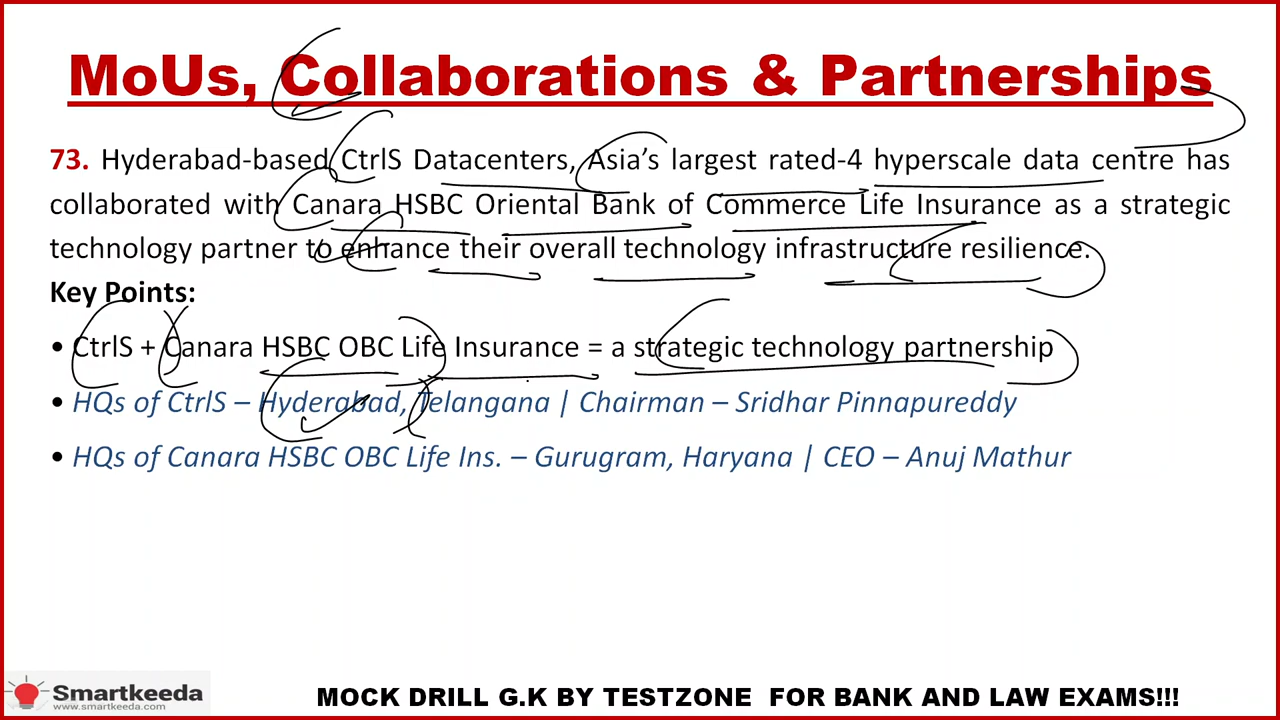 MoUs, Collaborations & Partnerships
73. Hyderabad-based CtrlS Datacenters, Asia’s largest rated-4 hyperscale data centre has
collaborated with Canara HSBC Oriental Bank of Commerce Life Insurance as a strategic
technology partner to enhance their overall technology infrastructure resilience.
Key Points:
• CtrlS + Canara HSBC OBC Life Insurance = a strategic technology partnership
• HQs of CtrlS – Hyderabad, Telangana | Chairman – Sridhar Pinnapureddy
• HQs of Canara HSBC OBC Life Ins. – Gurugram, Haryana | CEO – Anuj Mathur
Smartkeeda
www.smartkeeda.com
MOCK DRILL G.K BY TESTZONE FOR BANK AND LAW EXAMS!!!